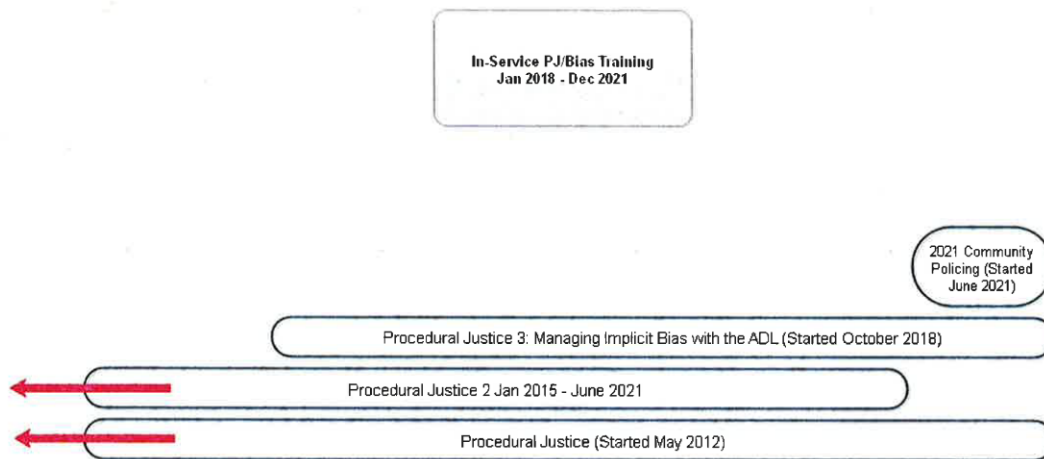 In-Service PJ/Bias Training
Jan 2018 - Dec 2021
2021 Community
Policing (Started
June 2021)
Procedural Justice 3: Managing Implicit Bias with the ADL (Started October 2018)
Procedural Justice 2 Jan 2015 - June 2021
Procedural Justice (Started May 2012)